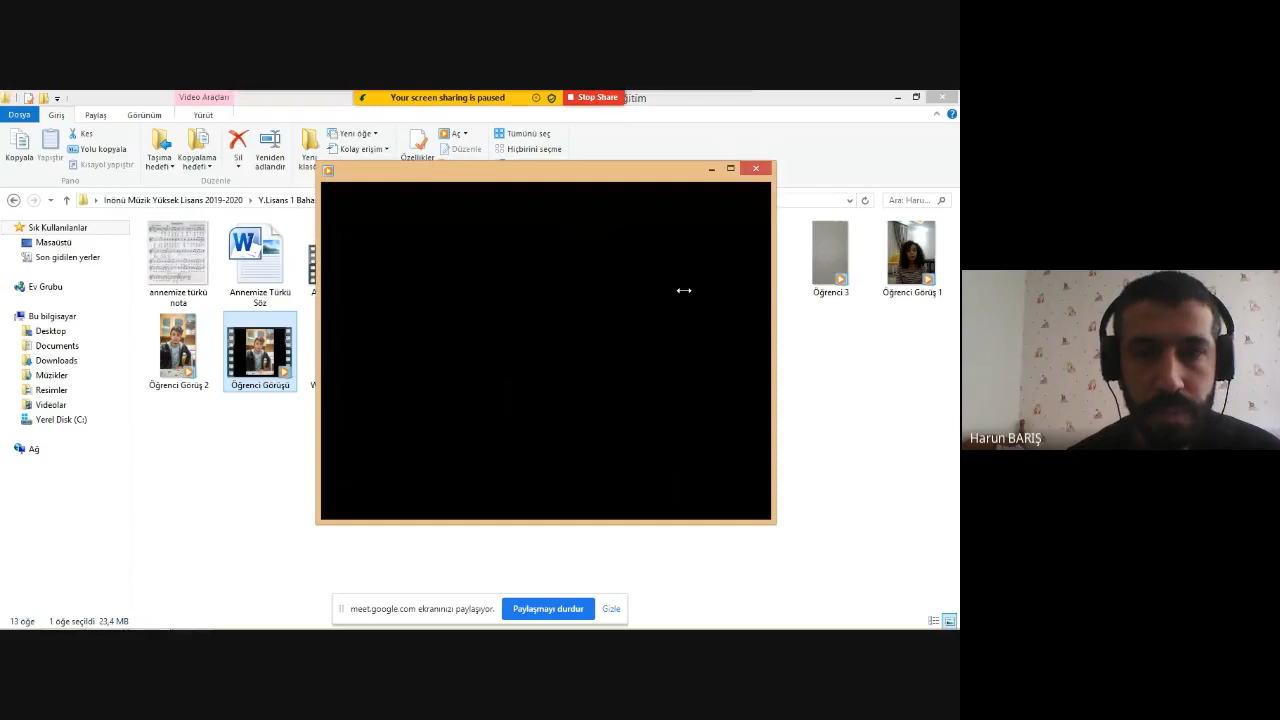 Video Araçları
Your screen sharing is paused
Stop Share
ğitim
Dosya
Giriş
Paylaş
Görünüm
Yürüt
Kopyala
Yapıştır
Kes
Yolu kopyala
Kısayol yapıştır
Taşıma hedefi
Kopyalama hedefi
Sil
Yeniden adlandır
Yeni klasö
Yeni öğe
Kolay erişim
Özellikler
Aç
Düzenle
Tümünü seç
Hiçbirini seçme
Pano
Düzenle
İnönü Müzik Yüksek Lisans 2019-2020
Y.Lisans 1 Baha
Ara: Haru...
Sık Kullanılanlar
Masaüstü
Son gidilen yerler
Ev Grubu
Bu bilgisayar
Desktop
Documents
Downloads
Müzikler
Resimler
Videolar
Yerel Disk (C:)
Ağ
annemize türkü nota
Annemize Türkü Söz
A
Öğrenci 3
Öğrenci Görüş 1
Öğrenci Görüş 2
Öğrenci Görüşü
W
Harun BARIŞ
meet.google.com ekranınızı paylaşıyor.
Paylaşmayı durdur
Gizle
13 öğe
1 öğe seçildi 23,4 MB